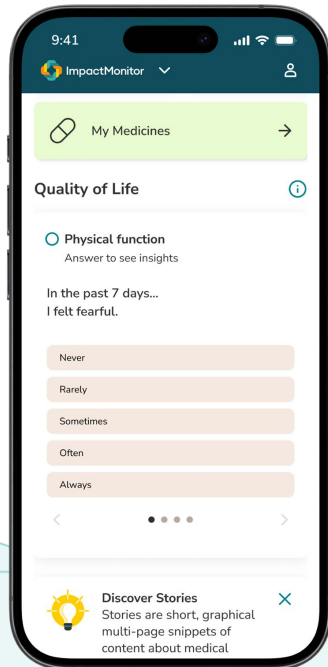 9:41
ImpactMonitor
My Medicines
Quality of Life
Physical function
Answer to see insights
In the past 7 days...
I felt fearful.
Never
Rarely
Sometimes
Often
Always
Discover Stories
Stories are short, graphical
multi-page snippets of
content about medical